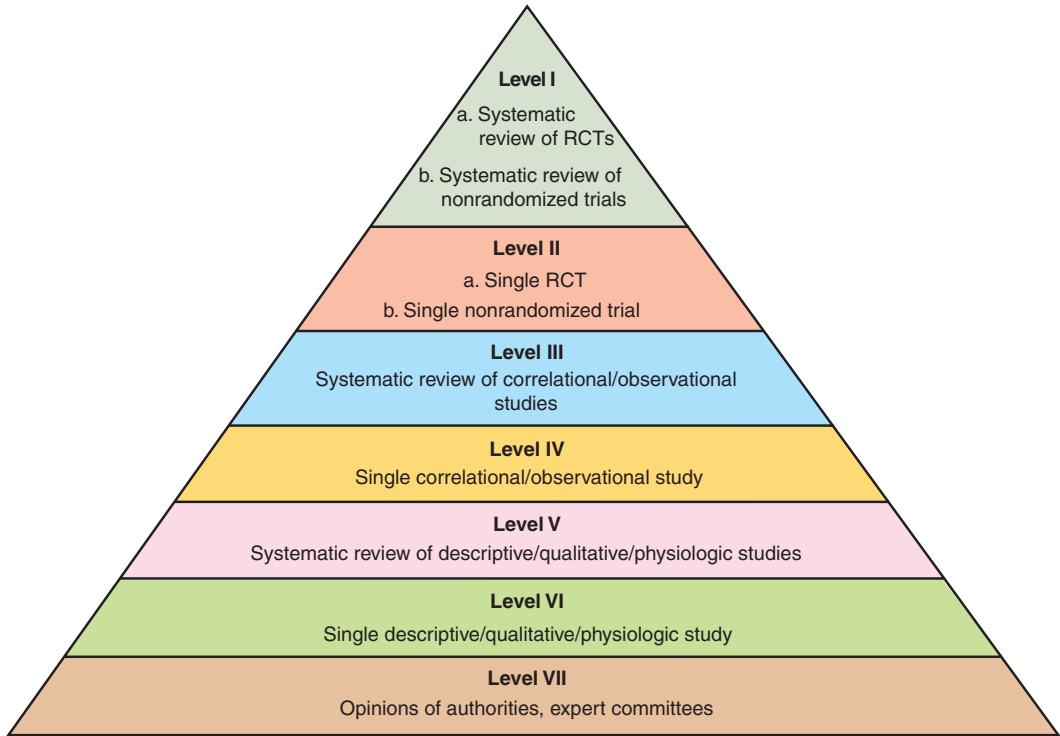 Level I
a. Systematic
review of RCTs
b. Systematic review of
nonrandomized trials
Level II
a. Single RCT
b. Single nonrandomized trial
Level III
Systematic review of correlational/observational
studies
Level IV
Single correlational/observational study
Level V
Systematic review of descriptive/qualitative/physiologic studies
Level VI
Single descriptive/qualitative/physiologic study
Level VII
Opinions of authorities, expert committees